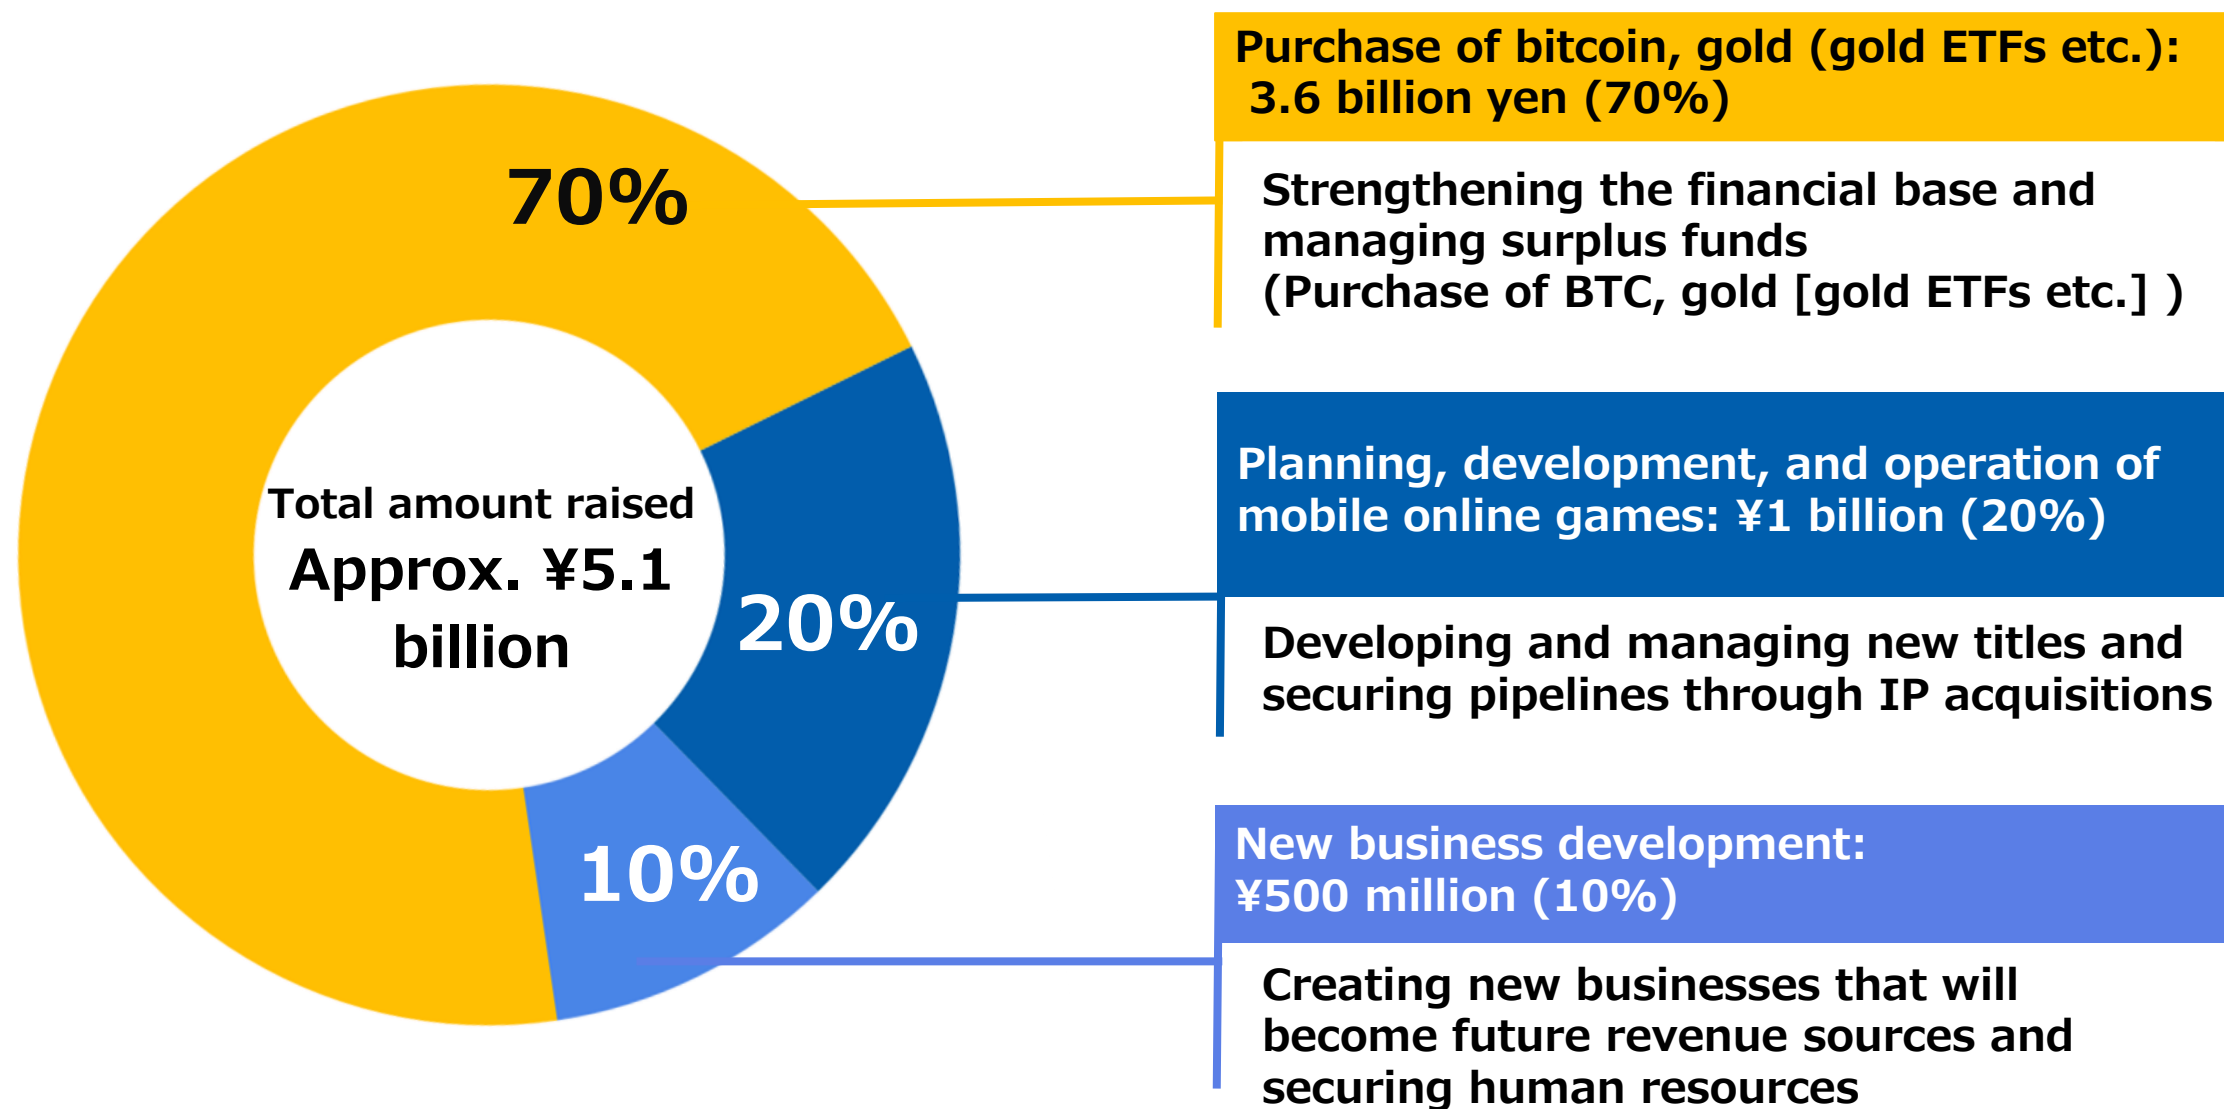 70%
20%
10%
Total amount raised
Approx. ¥5.1
billion
Purchase of bitcoin, gold (gold ETFs etc.):
3.6 billion yen (70%)
Strengthening the financial base and
managing surplus funds
(Purchase of BTC, gold [gold ETFs etc.] )
Planning, development, and operation of
mobile online games: ¥1 billion (20%)
Developing and managing new titles and
securing pipelines through IP acquisitions
New business development:
¥500 million (10%)
Creating new businesses that will
become future revenue sources and
securing human resources